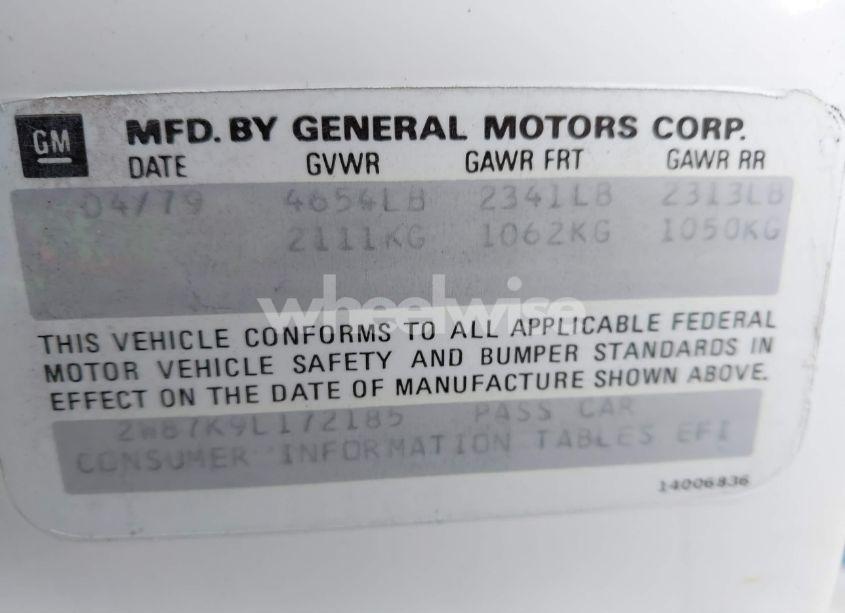 GM MFD. BY GENERAL MOTORS CORP.
DATE GVWR GAWR FRT GAWR RR
04/79 4654LB 2341LB 2313LB
2111KG 1062KG 1050KG
wheelwise
THIS VEHICLE CONFORMS TO ALL APPLICABLE FEDERAL
MOTOR VEHICLE SAFETY AND BUMPER STANDARDS IN
EFFECT ON THE DATE OF MANUFACTURE SHOWN ABOVE.
2W87K9L172185 PASS CAR
CONSUMER INFORMATION TABLES EFI
14006836